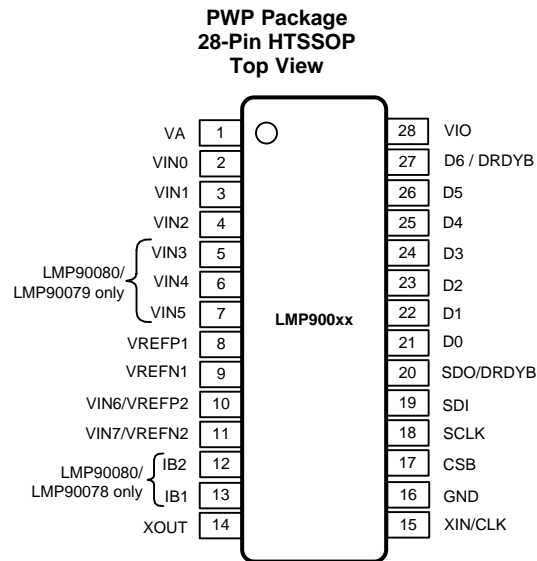 PWP Package
28-Pin HTSSOP
Top View
VA 1
VIN0 2
VIN1 3
VIN2 4
VIN3 5
VIN4 6
VIN5 7
LMP90080/
LMP90079 only
VREFP1 8
VREFN1 9
VIN6/VREFP2 10
VIN7/VREFN2 11
IB2 12
IB1 13
LMP90080/
LMP90078 only
XOUT 14
LMP900xx
28 VIO
27 D6 / DRDYB
26 D5
25 D4
24 D3
23 D2
22 D1
21 D0
20 SDO/DRDYB
19 SDI
18 SCLK
17 CSB
16 GND
15 XIN/CLK